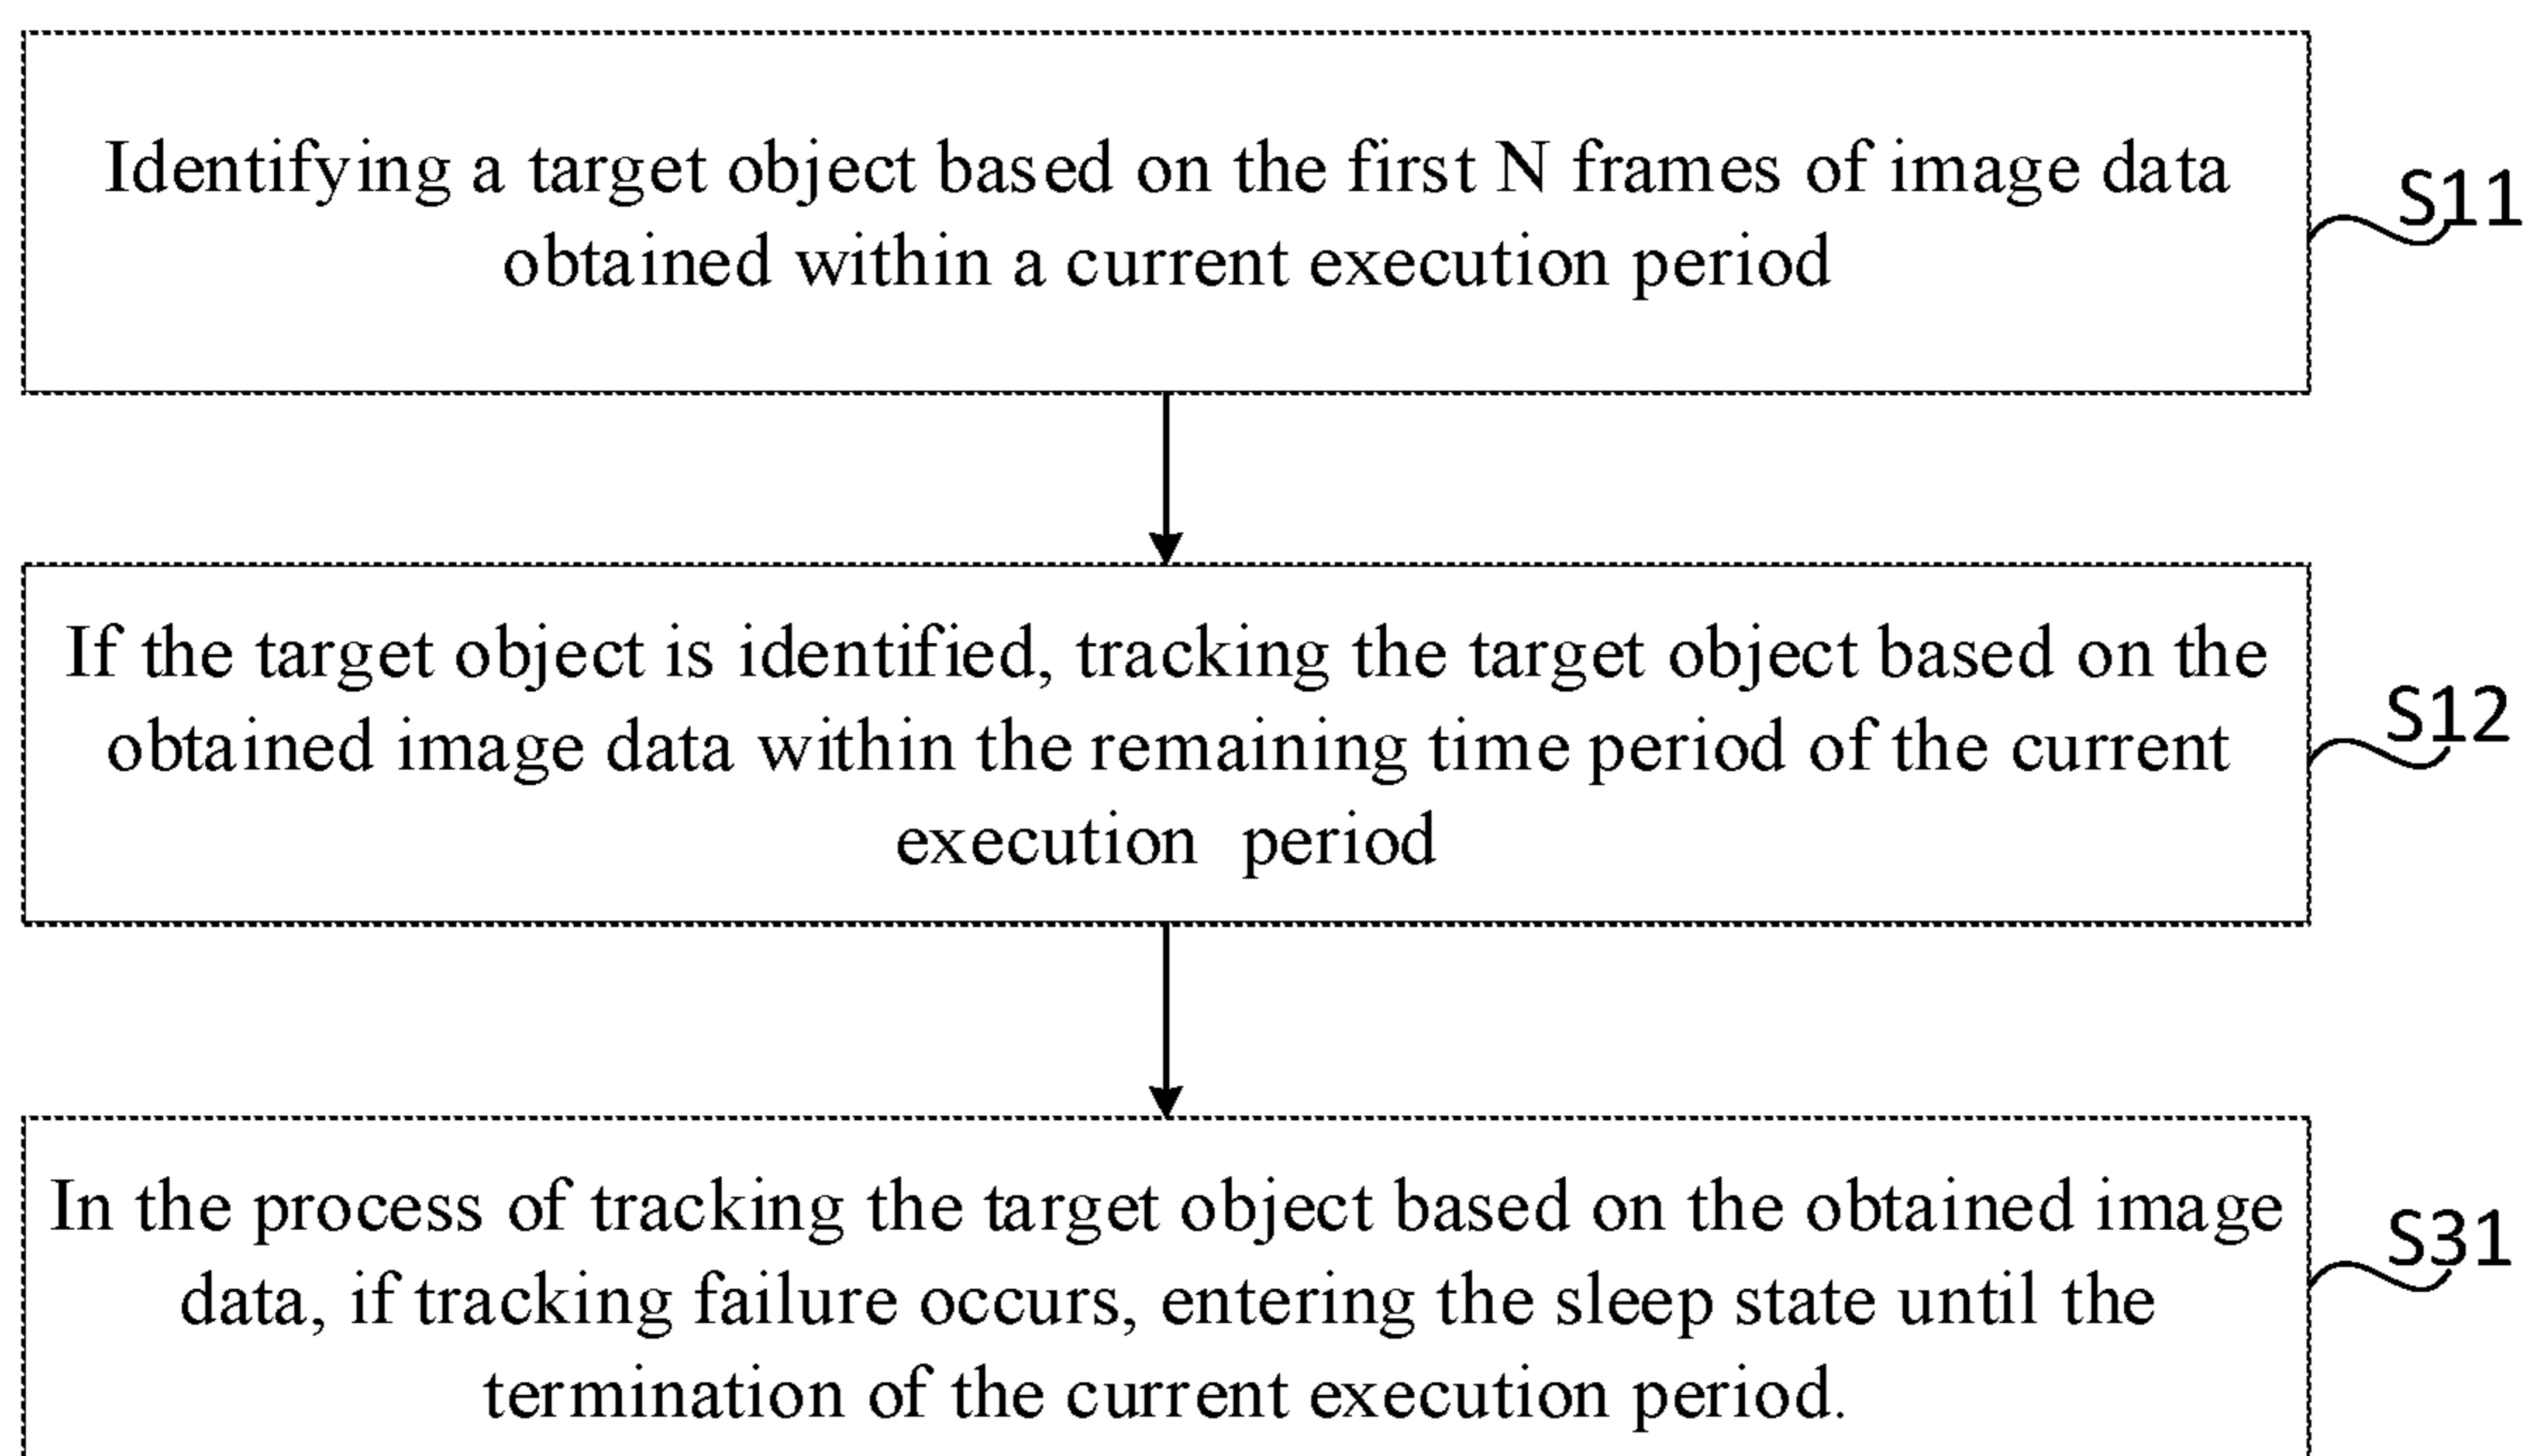 Identifying a target object based on the first N frames of image data
obtained within a current execution period
S11
If the target object is identified, tracking the target object based on the
obtained image data within the remaining time period of the current
execution period
S12
In the process of tracking the target object based on the obtained image
data, if tracking failure occurs, entering the sleep state until the
termination of the current execution period.
S31